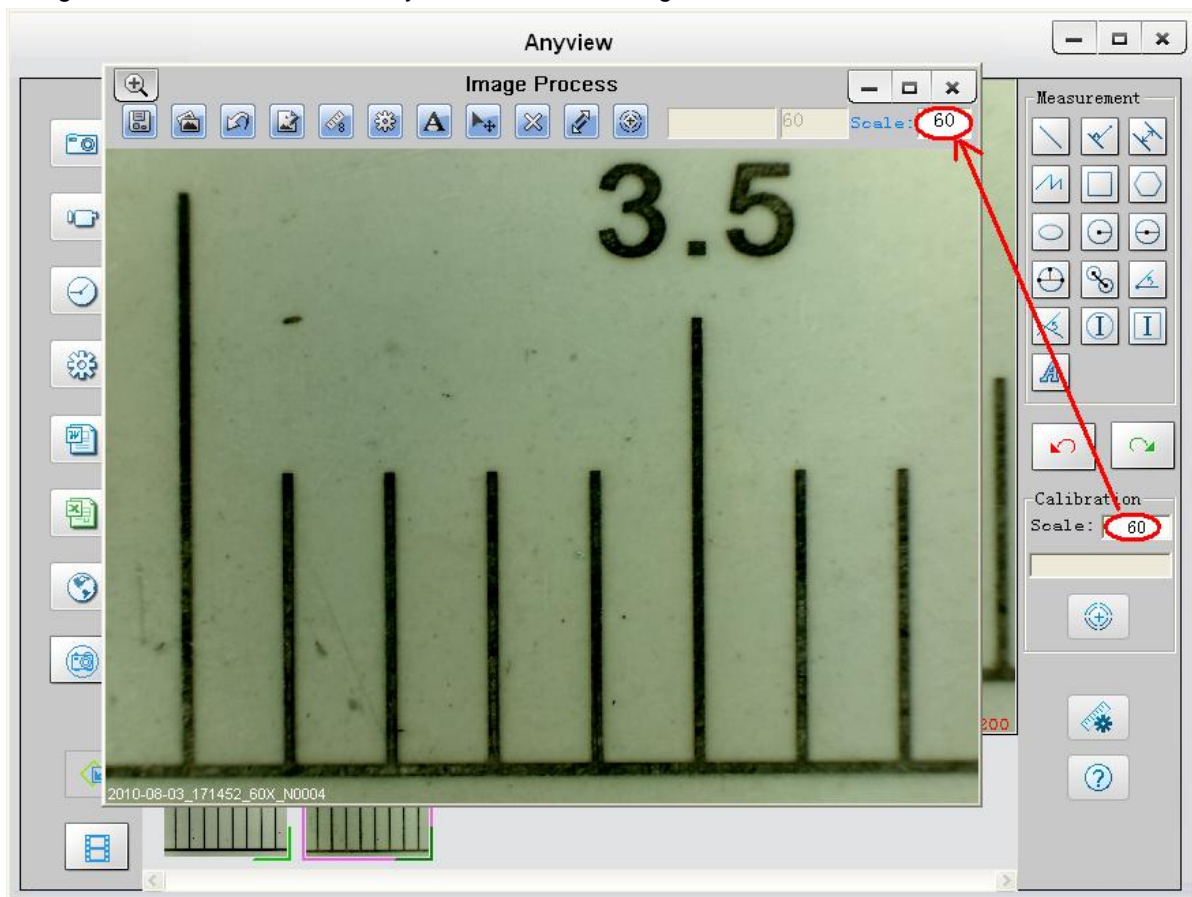 Anyview
Image Process
60 Scale: 60
Measurement
3.5
Calibration
Scale: 60
200
2010-08-03_171452_60X_N0004